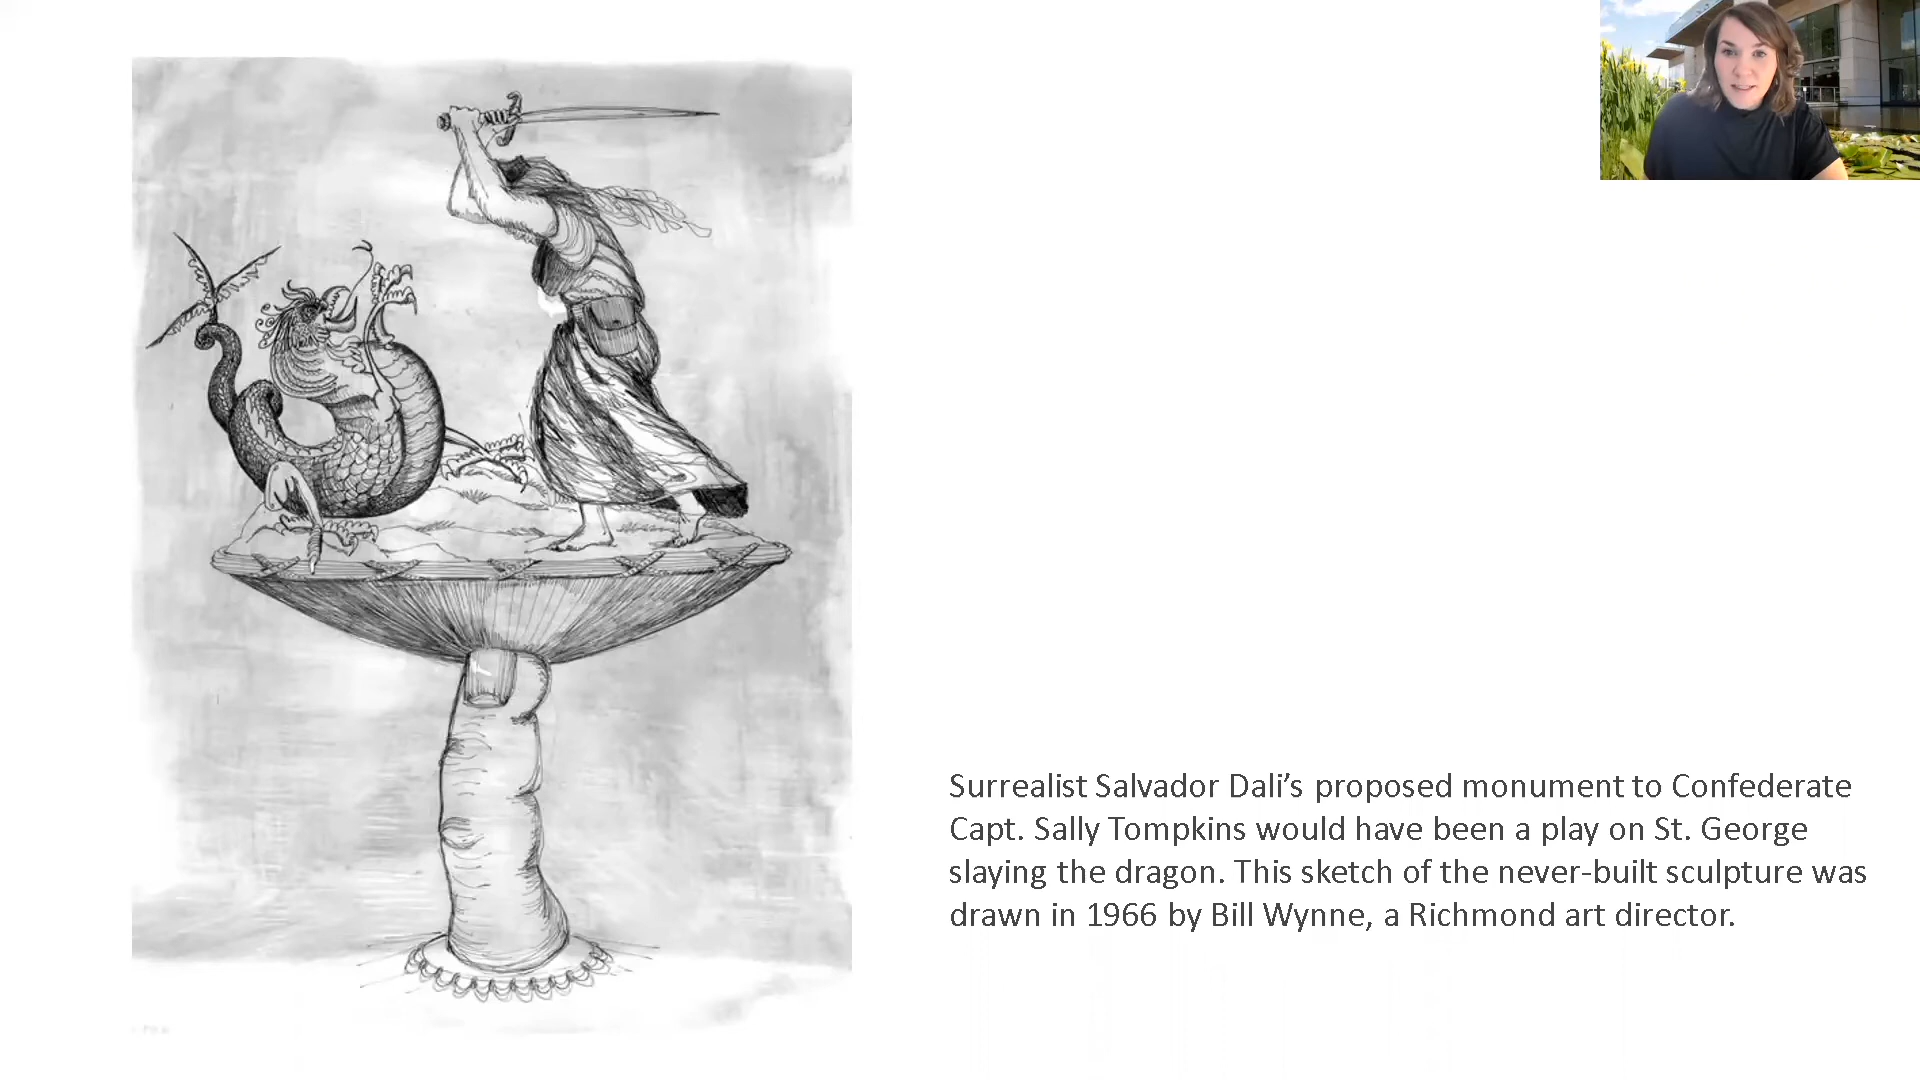 Surrealist Salvador Dali’s proposed monument to Confederate
Capt. Sally Tompkins would have been a play on St. George
slaying the dragon. This sketch of the never-built sculpture was
drawn in 1966 by Bill Wynne, a Richmond art director.